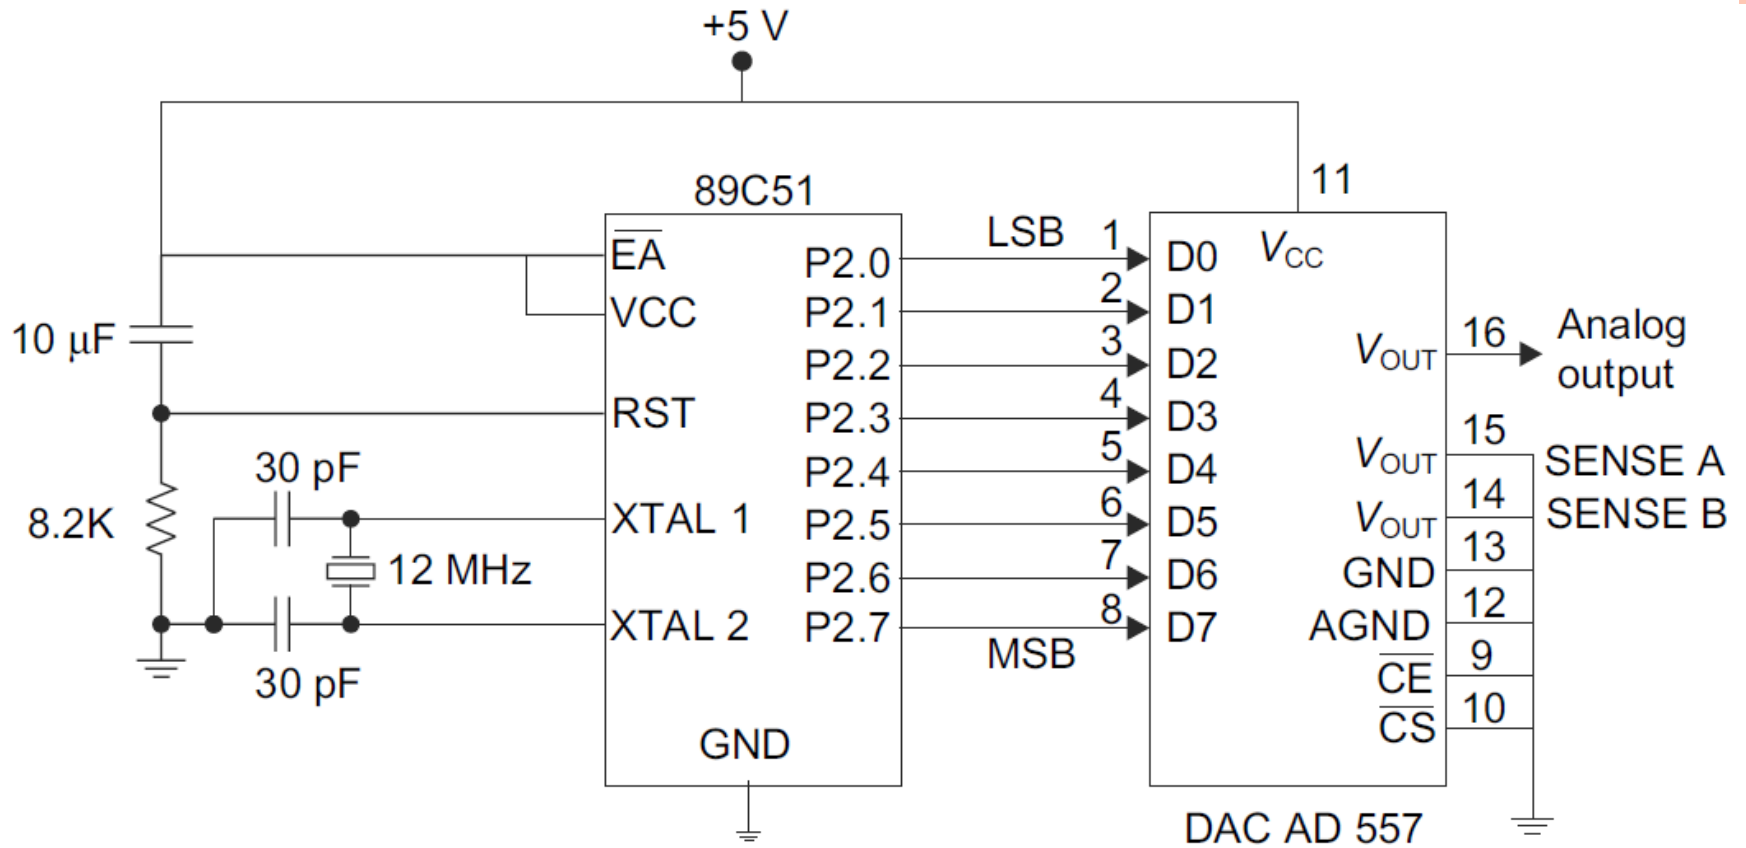 +5 V
89C51
11
EA
VCC
RST
XTAL 1
XTAL 2
GND
10 μF
8.2K
30 pF
12 MHz
30 pF
P2.0
P2.1
P2.2
P2.3
P2.4
P2.5
P2.6
P2.7
LSB
MSB
1
2
3
4
5
6
7
8
D0
D1
D2
D3
D4
D5
D6
D7
VCC
VOUT
VOUT
VOUT
GND
AGND
CE
CS
16
15
14
13
12
9
10
Analog
output
SENSE A
SENSE B
DAC AD 557